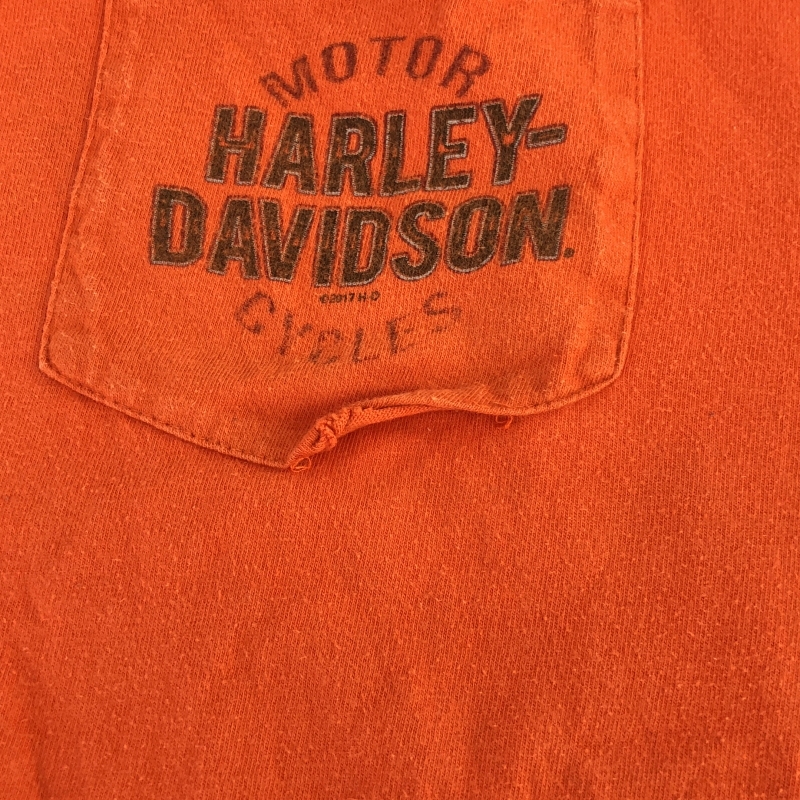 MOTOR
HARLEY-
DAVIDSON.
©2017 H-D
CYCLES